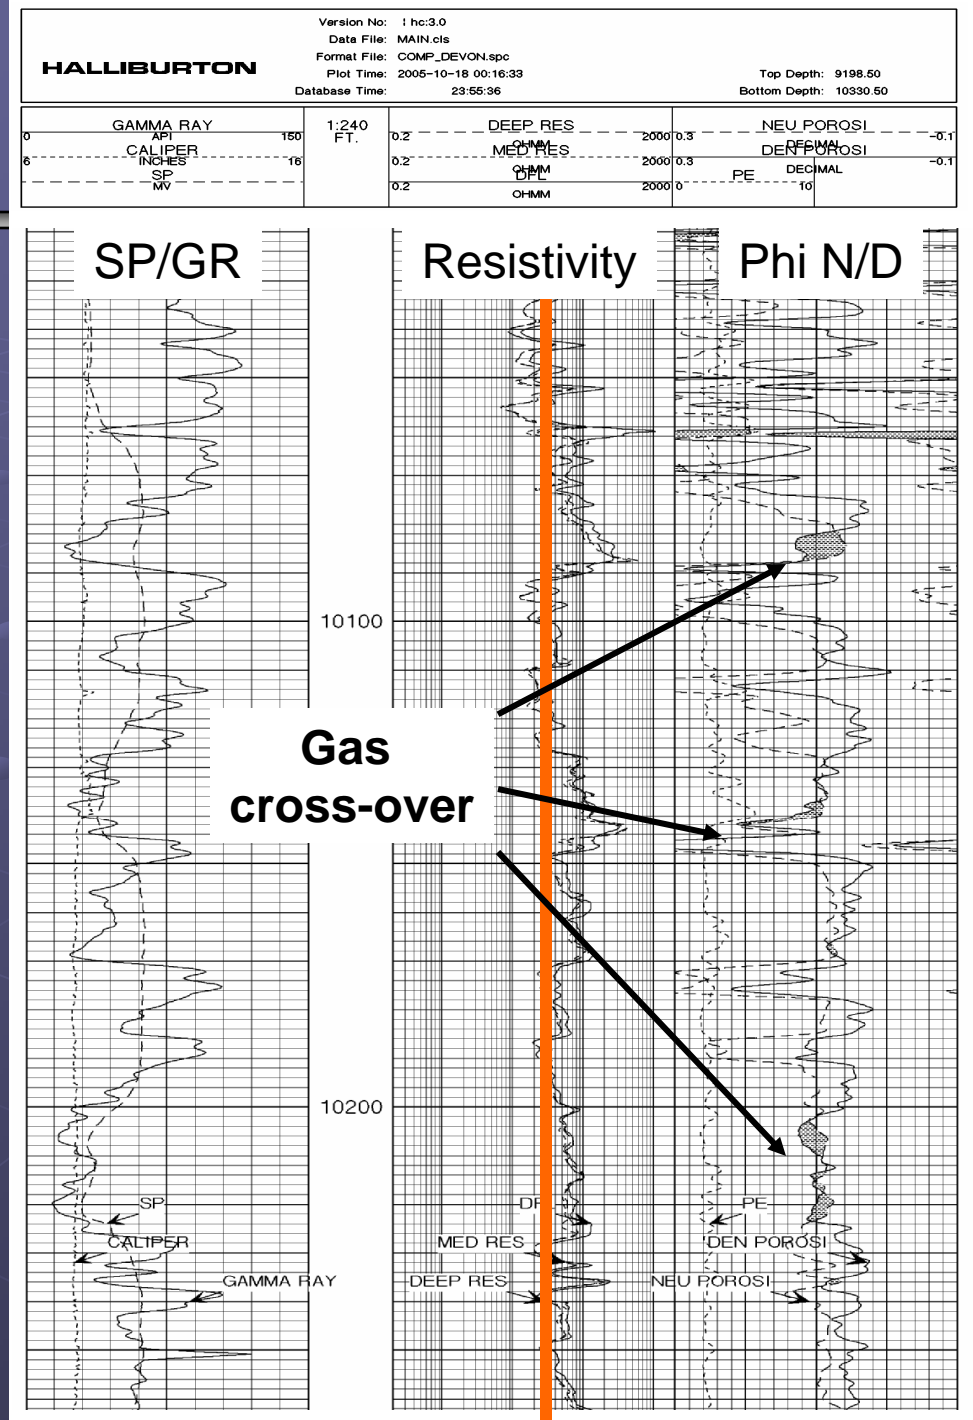 Version No: l hc:3.0
Data File: MAIN.cls
Format File: COMP_DEVON.spc
HALLIBURTON
Plot Time: 2005-10-18 00:16:33
Top Depth: 9198.50
Database Time: 23:55:36
Bottom Depth: 10330.50
GAMMA RAY
0 API 150
CALIPER
6 INCHES 16
SP
MV
1:240
FT.
DEEP RES
0.2 OHMM 2000
MED RES
0.2 OHMM 2000
DFL
0.2 OHMM 2000
NEU POROSI
0.3 DECIMAL -0.1
DEN POROSI
0.3 DECIMAL -0.1
PE
0 10
SP/GR
Resistivity
Phi N/D
10100
Gas
cross-over
10200
SP
CALIPER
GAMMA RAY
DFL
MED RES
DEEP RES
PE
DEN POROSI
NEU POROSI